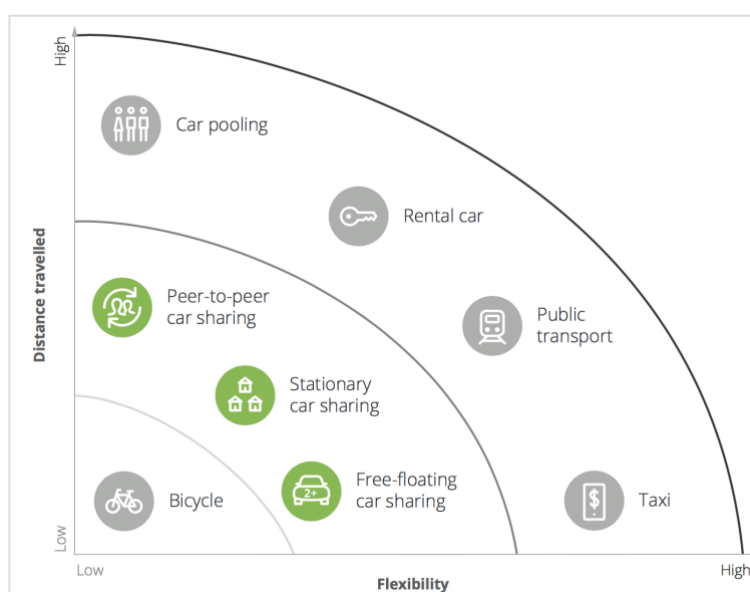 High
Car pooling
Rental car
Distance travelled
Peer-to-peer
car sharing
Public
transport
Stationary
car sharing
Bicycle
2+
Free-floating
car sharing
$
Taxi
Low
Low
High
Flexibility